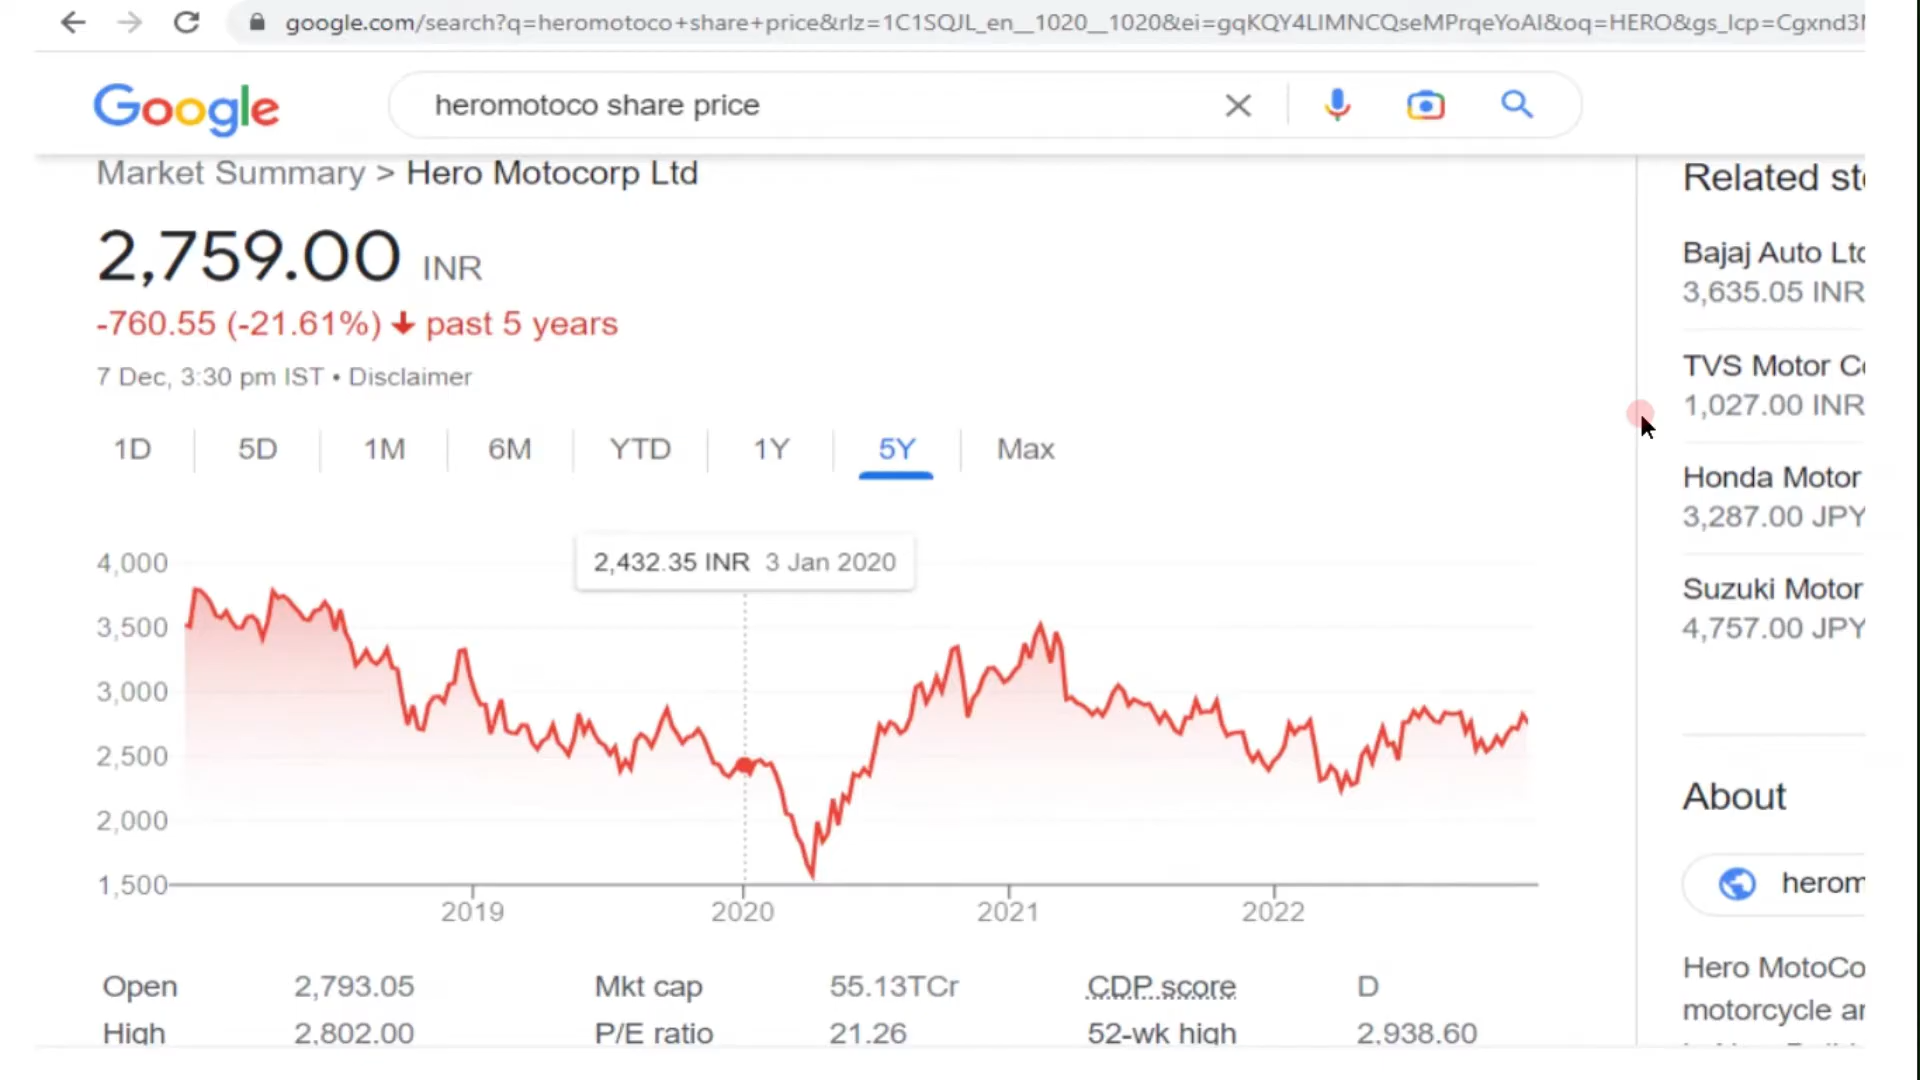 google.com/search?q=heromotoco+share+price&rlz=1C1SQJL_en__1020__1020&ei=gqKQY4LIMNCQseMPrqeYoAI&oq=HERO&gs_lcp=Cgxnd3
Google
heromotoco share price
Market Summary > Hero Motocorp Ltd
2,759.00 INR
-760.55 (-21.61%) past 5 years
7 Dec, 3:30 pm IST • Disclaimer
1D 5D 1M 6M YTD 1Y 5Y Max
2,432.35 INR 3 Jan 2020
4,000
3,500
3,000
2,500
2,000
1,500
2019 2020 2021 2022
Open 2,793.05 Mkt cap 55.13TCr CDP score D
High 2,802.00 P/E ratio 21.26 52-wk high 2,938.60
Related st
Bajaj Auto Ltd
3,635.05 INR
TVS Motor Co
1,027.00 INR
Honda Motor
3,287.00 JPY
Suzuki Motor
4,757.00 JPY
About
herom
Hero MotoCo
motorcycle an